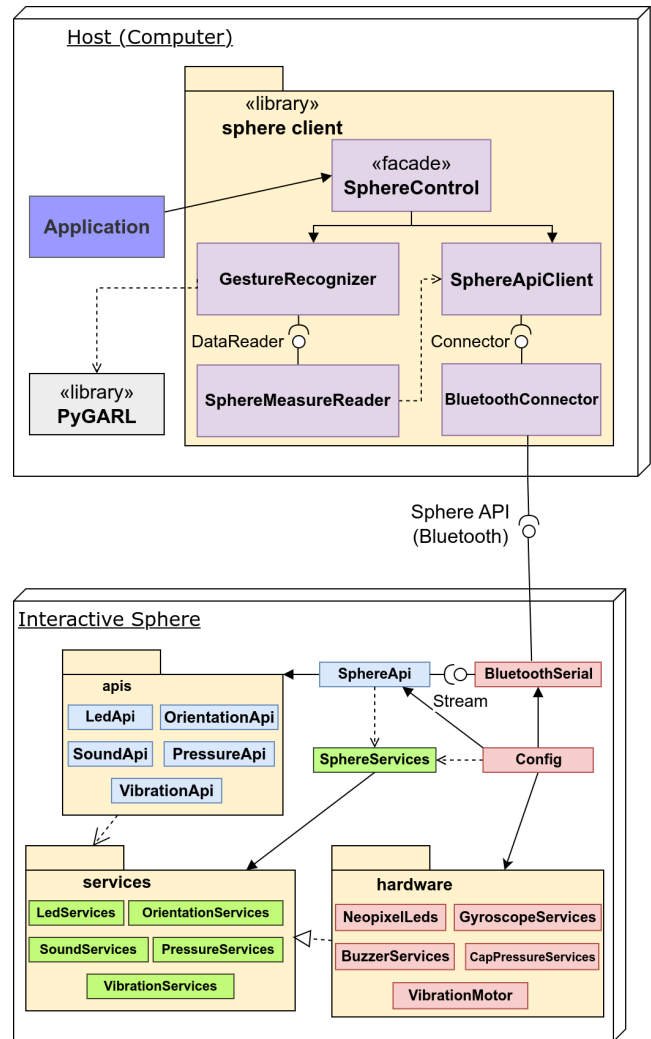 Host (Computer)
«library»
sphere client
«facade»
SphereControl
Application
GestureRecognizer
SphereApiClient
DataReader
Connector
«library»
PyGARL
SphereMeasureReader
BluetoothConnector
Sphere API
(Bluetooth)
Interactive Sphere
apis
SphereApi
BluetoothSerial
Stream
LedApi
OrientationApi
SoundApi
PressureApi
VibrationApi
SphereServices
Config
services
hardware
LedServices
OrientationServices
SoundServices
PressureServices
VibrationServices
NeopixelLeds
GyroscopeServices
BuzzerServices
CapPressureServices
VibrationMotor